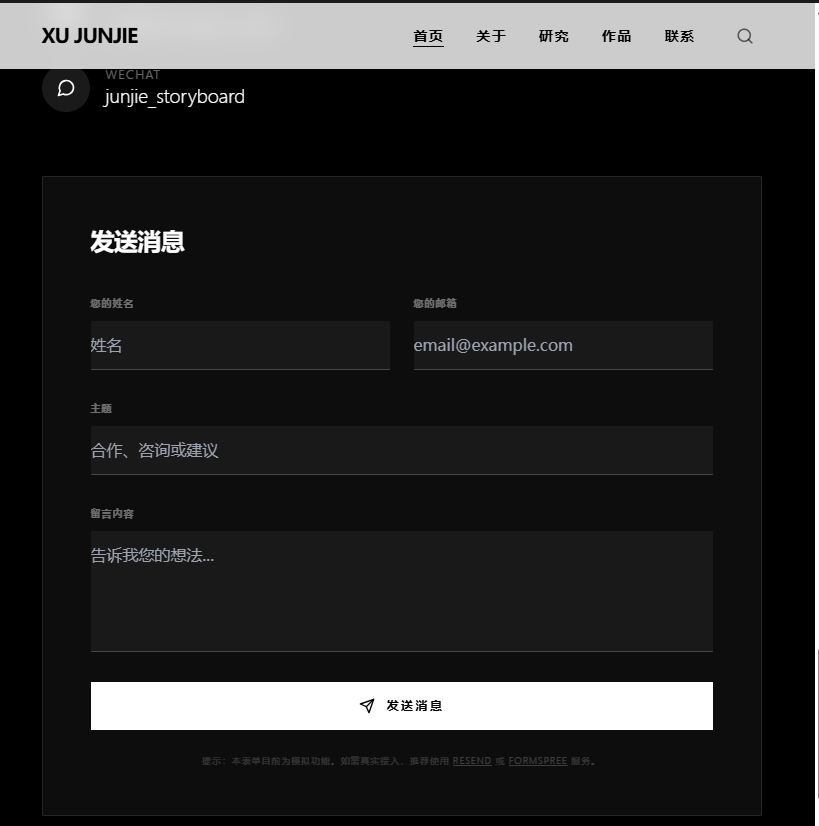 XU JUNJIE
首页 关于 研究 作品 联系
WECHAT
junjie_storyboard
发送消息
您的姓名 您的邮箱
姓名 email@example.com
主题
合作、咨询或建议
留言内容
告诉我您的想法...
发送消息
提示：本表单目前为模拟功能。如需真实接入，推荐使用 RESEND 或 FORMSPREE 服务。